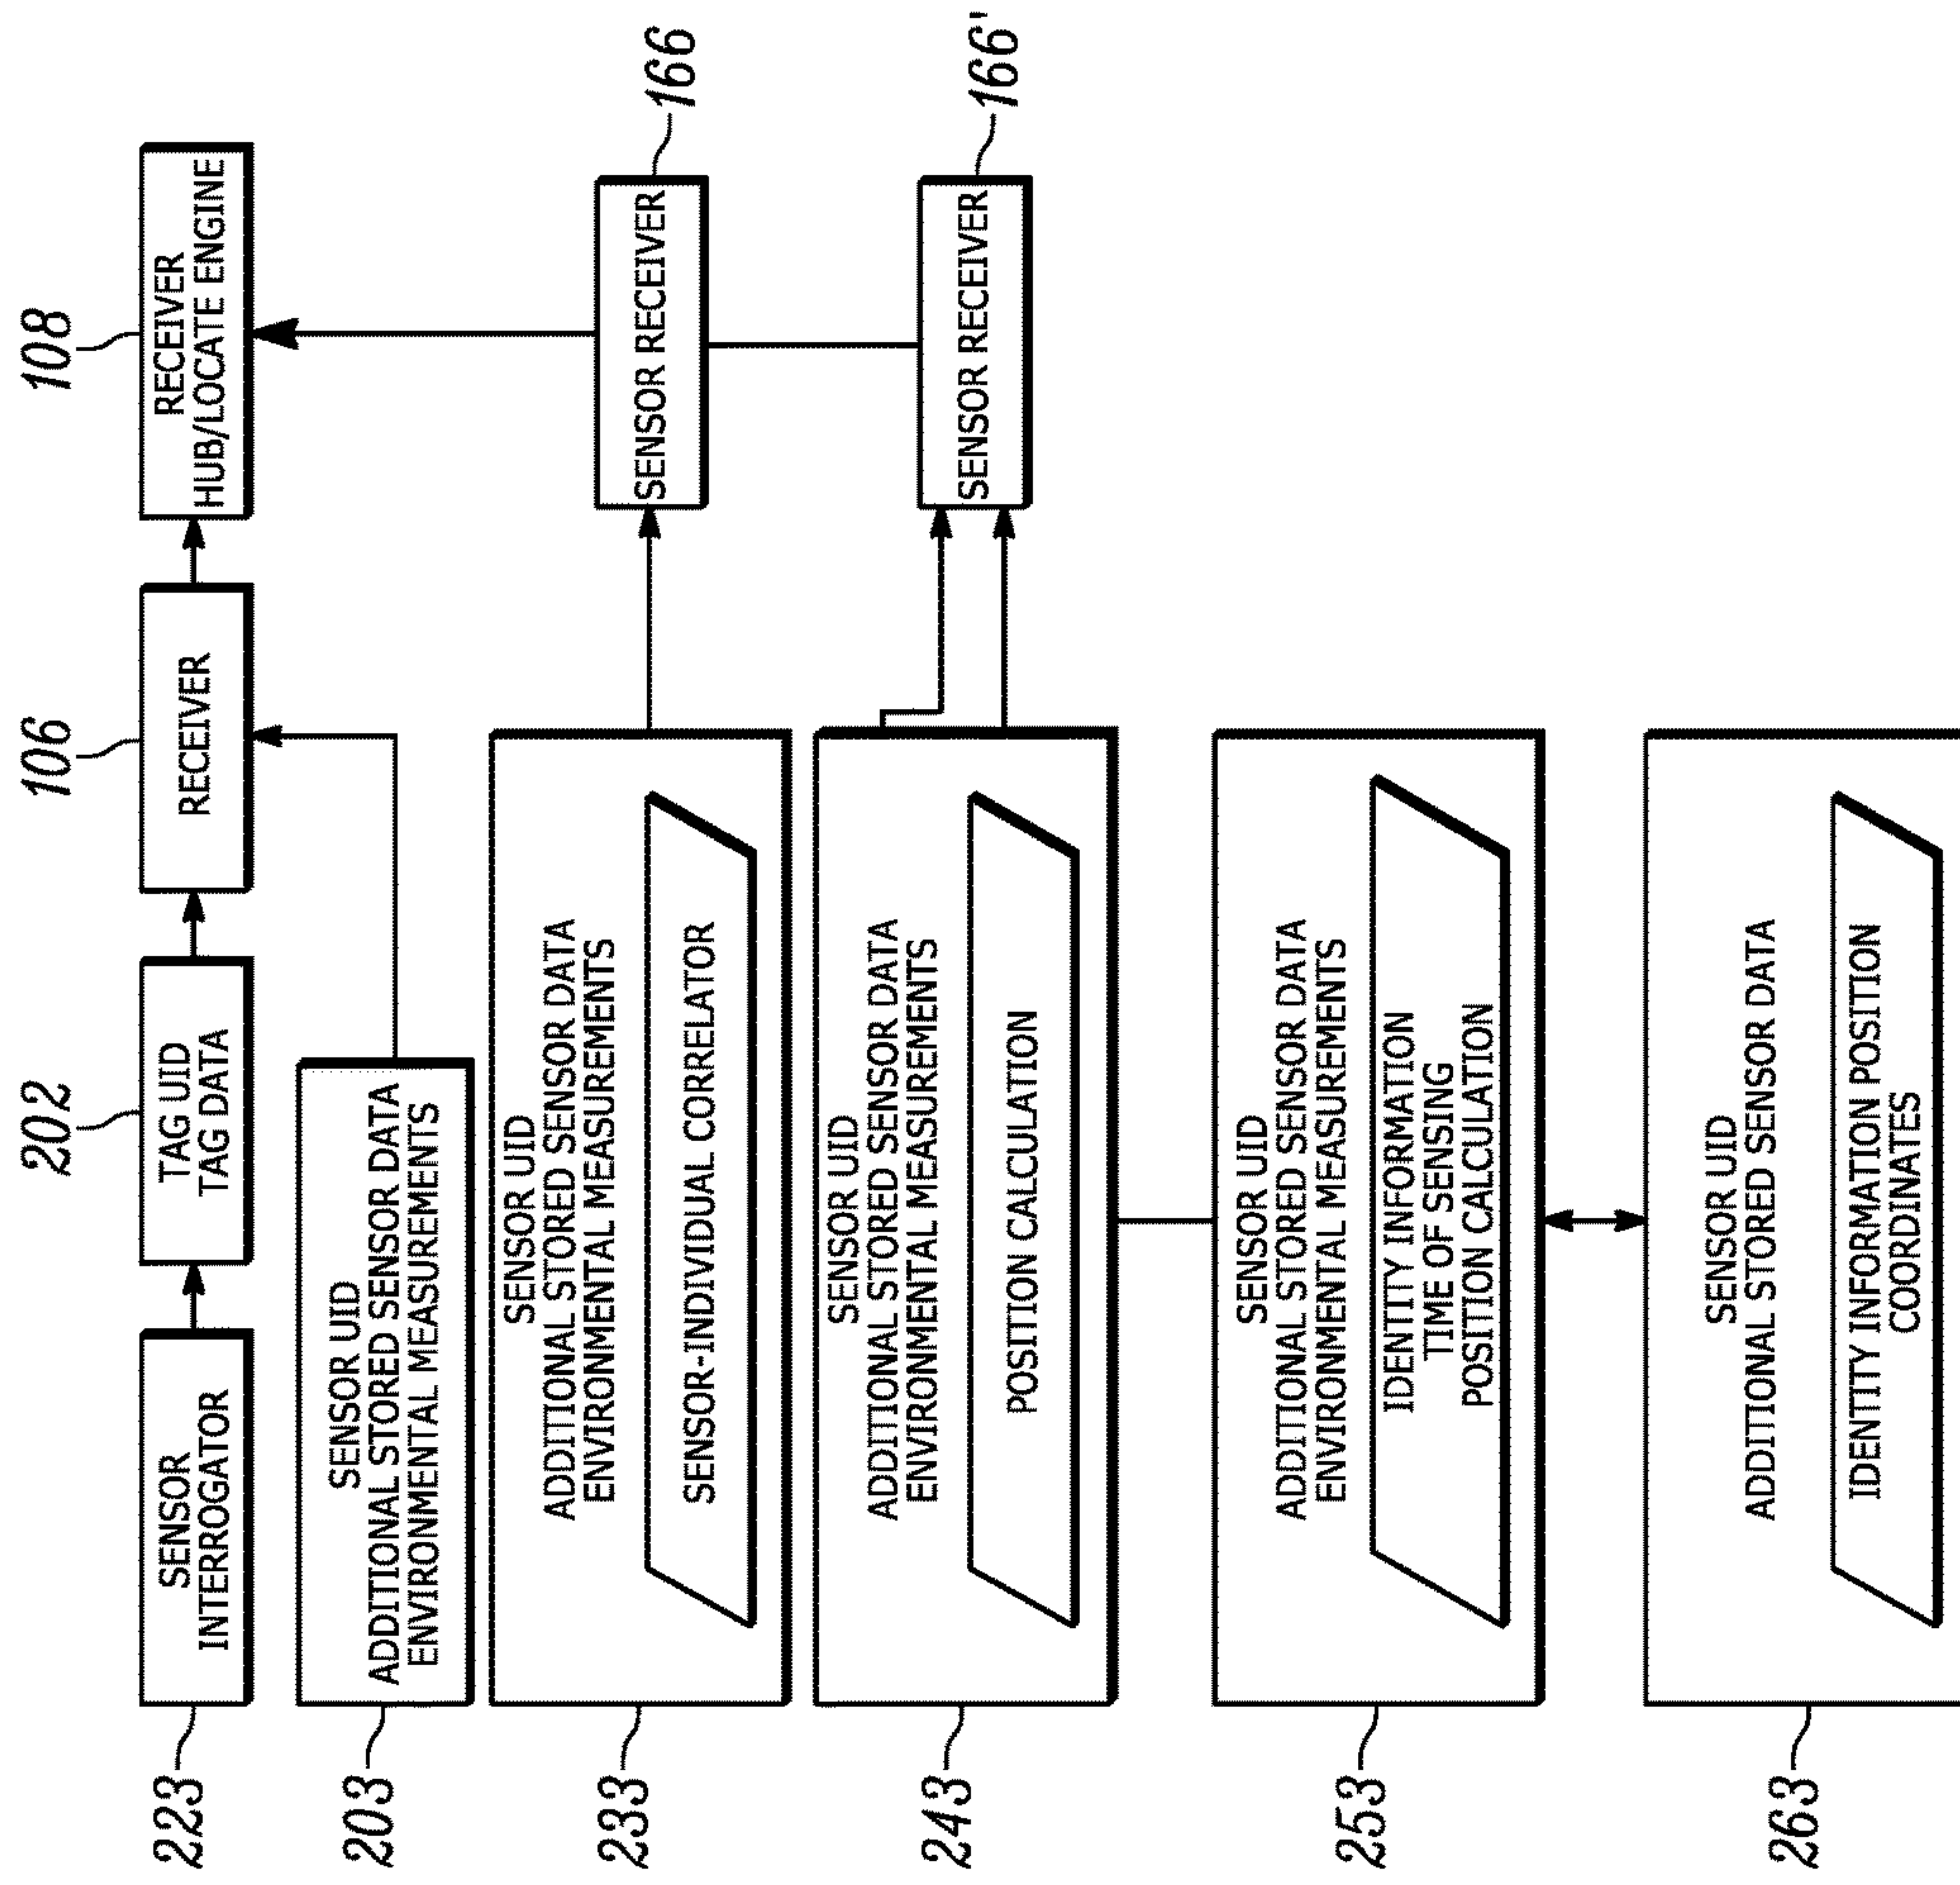 223
SENSOR
INTERROGATOR
202
TAG UID
TAG DATA
106
RECEIVER
108
RECEIVER
HUB/LOCATE ENGINE
203
SENSOR UID
ADDITIONAL STORED SENSOR DATA
ENVIRONMENTAL MEASUREMENTS
233
SENSOR UID
ADDITIONAL STORED SENSOR DATA
ENVIRONMENTAL MEASUREMENTS
SENSOR-INDIVIDUAL CORRELATOR
SENSOR RECEIVER
166
243
SENSOR UID
ADDITIONAL STORED SENSOR DATA
ENVIRONMENTAL MEASUREMENTS
POSITION CALCULATION
SENSOR RECEIVER
166'
253
SENSOR UID
ADDITIONAL STORED SENSOR DATA
ENVIRONMENTAL MEASUREMENTS
IDENTITY INFORMATION
TIME OF SENSING
POSITION CALCULATION
263
SENSOR UID
ADDITIONAL STORED SENSOR DATA
IDENTITY INFORMATION POSITION
COORDINATES